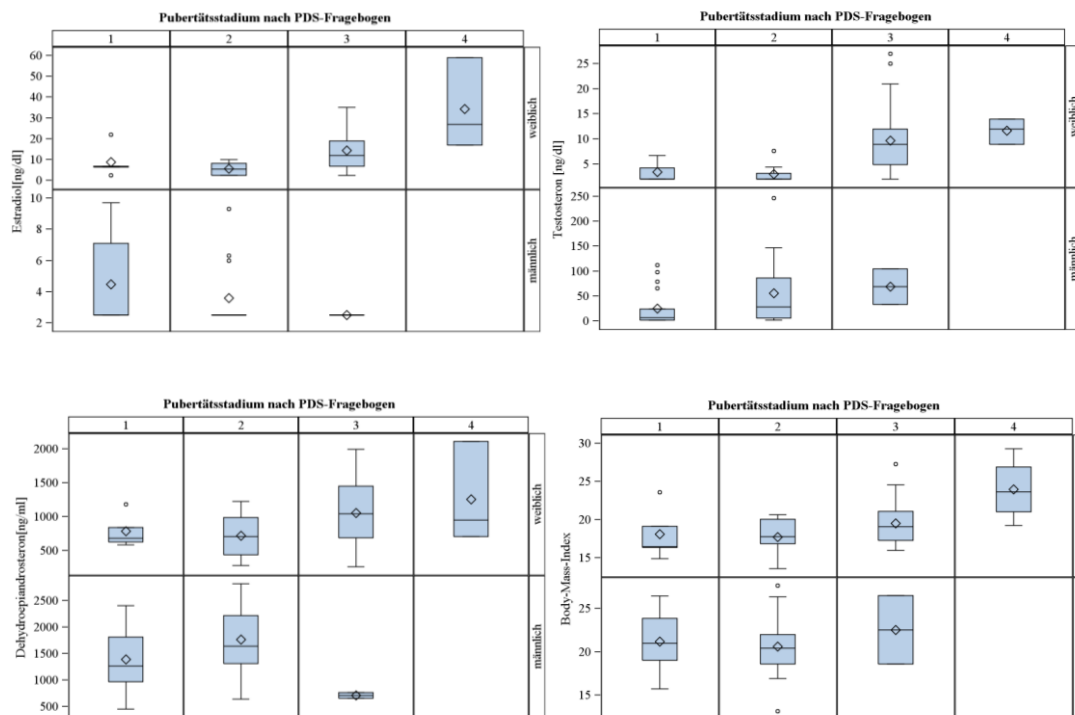 Pubertätsstadium nach PDS-Fragebogen
1 2 3 4
Estradiol[ng/dl]
60
50
40
30
20
10
0
weiblich
10
8
6
4
2
männlich
Pubertätsstadium nach PDS-Fragebogen
1 2 3 4
Testosteron [ng/dl]
25
20
15
10
5
weiblich
250
200
150
100
50
0
männlich
Pubertätsstadium nach PDS-Fragebogen
1 2 3 4
Dehydroepiandrosteron[ng/ml]
2000
1500
1000
500
weiblich
2500
2000
1500
1000
500
männlich
Pubertätsstadium nach PDS-Fragebogen
1 2 3 4
Body-Mass-Index
30
25
20
15
weiblich
25
20
15
männlich